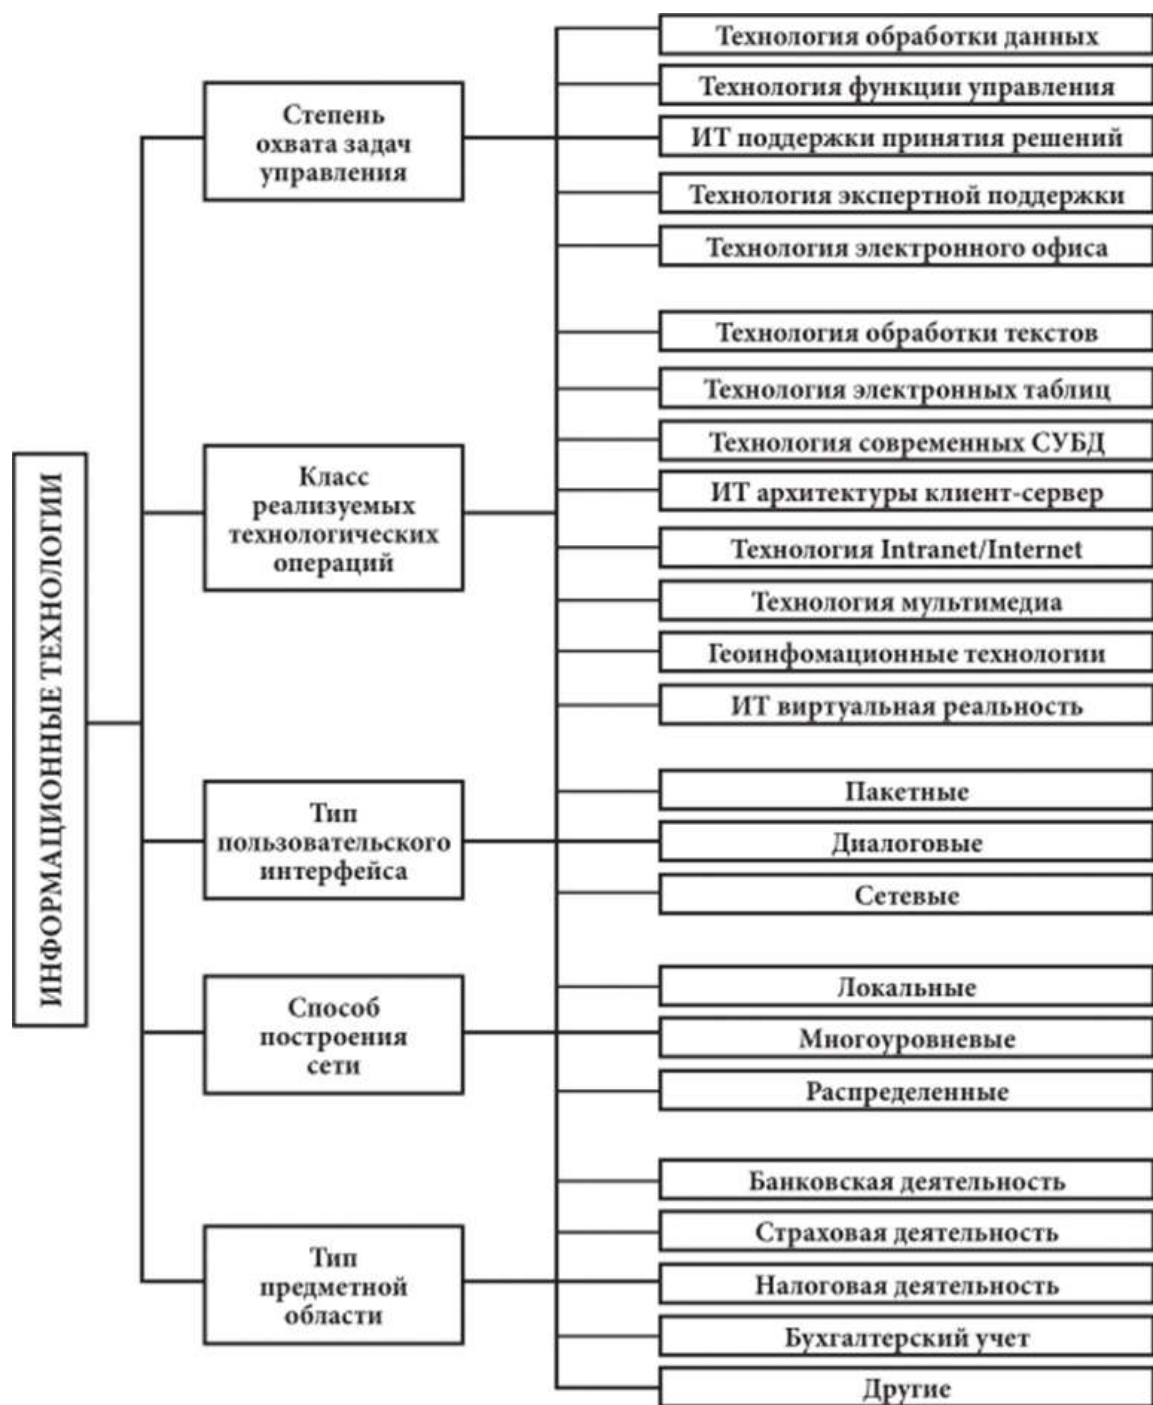 ИНФОРМАЦИОННЫЕ ТЕХНОЛОГИИ
Степень
охвата задач
управления
Технология обработки данных
Технология функции управления
ИТ поддержки принятия решений
Технология экспертной поддержки
Технология электронного офиса
Класс
реализуемых
технологических
операций
Технология обработки текстов
Технология электронных таблиц
Технология современных СУБД
ИТ архитектуры клиент-сервер
Технология Intranet/Internet
Технология мультимедиа
Геоинфомационные технологии
ИТ виртуальная реальность
Тип
пользовательского
интерфейса
Пакетные
Диалоговые
Сетевые
Способ
построения
сети
Локальные
Многоуровневые
Распределенные
Тип
предметной
области
Банковская деятельность
Страховая деятельность
Налоговая деятельность
Бухгалтерский учет
Другие